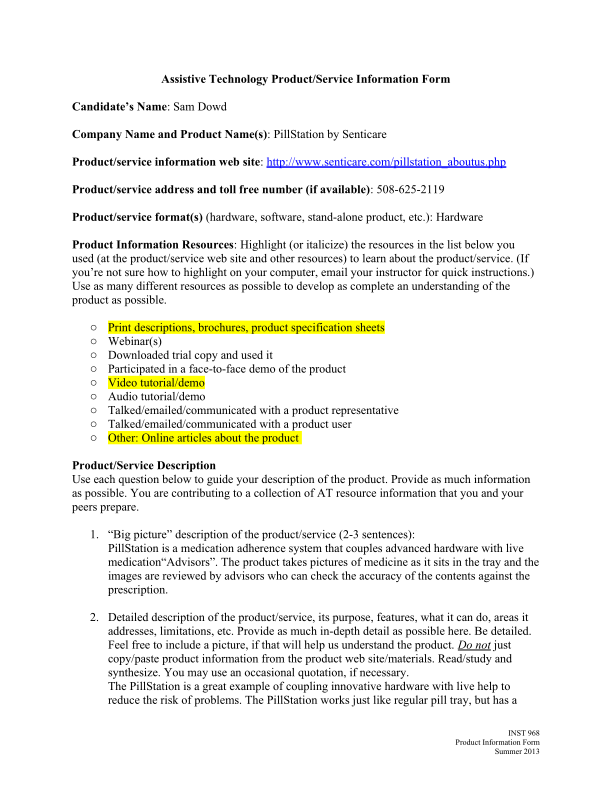 Assistive Technology Product/Service Information Form
Candidate’s Name: Sam Dowd
Company Name and Product Name(s): PillStation by Senticare
Product/service information web site: http://www.senticare.com/pillstation_aboutus.php
Product/service address and toll free number (if available): 508-625-2119
Product/service format(s) (hardware, software, stand-alone product, etc.): Hardware
Product Information Resources: Highlight (or italicize) the resources in the list below you
used (at the product/service web site and other resources) to learn about the product/service. (If
you’re not sure how to highlight on your computer, email your instructor for quick instructions.)
Use as many different resources as possible to develop as complete an understanding of the
product as possible.
○ Print descriptions, brochures, product specification sheets
○ Webinar(s)
○ Downloaded trial copy and used it
○ Participated in a face-to-face demo of the product
○ Video tutorial/demo
○ Audio tutorial/demo
○ Talked/emailed/communicated with a product representative
○ Talked/emailed/communicated with a product user
○ Other: Online articles about the product
Product/Service Description
Use each question below to guide your description of the product. Provide as much information
as possible. You are contributing to a collection of AT resource information that you and your
peers prepare.
1. “Big picture” description of the product/service (2-3 sentences):
PillStation is a medication adherence system that couples advanced hardware with live
medication“Advisors”. The product takes pictures of medicine as it sits in the tray and the
images are reviewed by advisors who can check the accuracy of the contents against the
prescription.
2. Detailed description of the product/service, its purpose, features, what it can do, areas it
addresses, limitations, etc. Provide as much in-depth detail as possible here. Be detailed.
Feel free to include a picture, if that will help us understand the product. Do not just
copy/paste product information from the product web site/materials. Read/study and
synthesize. You may use an occasional quotation, if necessary.
The PillStation is a great example of coupling innovative hardware with live help to
reduce the risk of problems. The PillStation works just like regular pill tray, but has a
INST 968
Product Information Form
Summer 2013